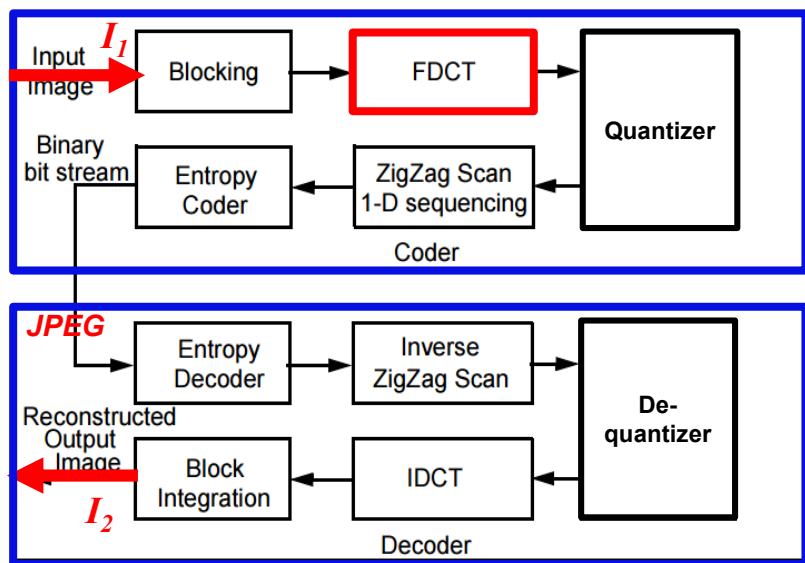 I1
Input
Image
Blocking
FDCT
Quantizer
Binary
bit stream
Entropy
Coder
ZigZag Scan
1-D sequencing
Coder
JPEG
Entropy
Decoder
Inverse
ZigZag Scan
De-
quantizer
Reconstructed
Output
Image
Block
Integration
IDCT
I2
Decoder